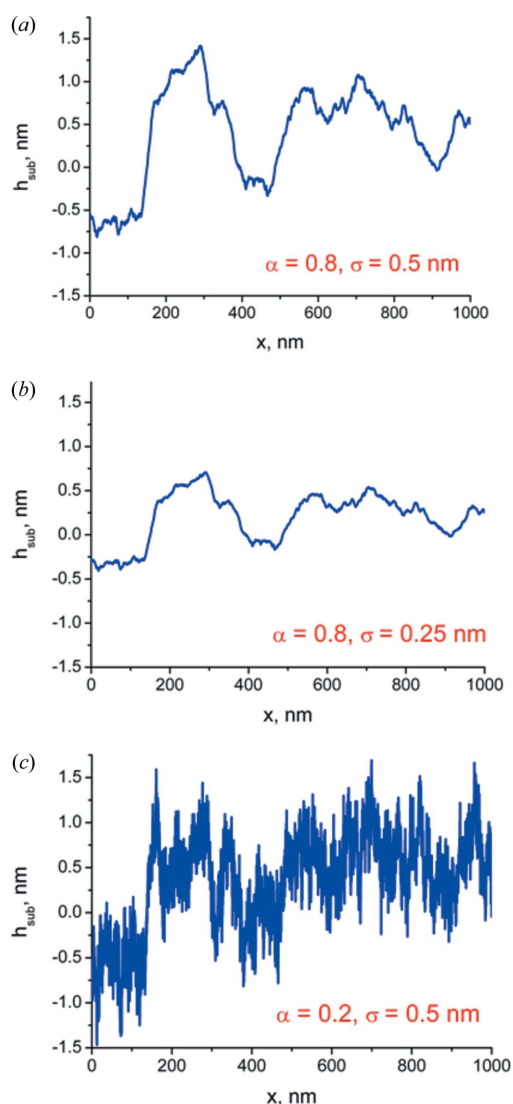 (a)
1.5
1.0
0.5
0.0
-0.5
-1.0
-1.5
h_sub, nm
α = 0.8, σ = 0.5 nm
0 200 400 600 800 1000
x, nm
(b)
1.5
1.0
0.5
0.0
-0.5
-1.0
-1.5
h_sub, nm
α = 0.8, σ = 0.25 nm
0 200 400 600 800 1000
x, nm
(c)
1.5
1.0
0.5
0.0
-0.5
-1.0
-1.5
h_sub, nm
α = 0.2, σ = 0.5 nm
0 200 400 600 800 1000
x, nm